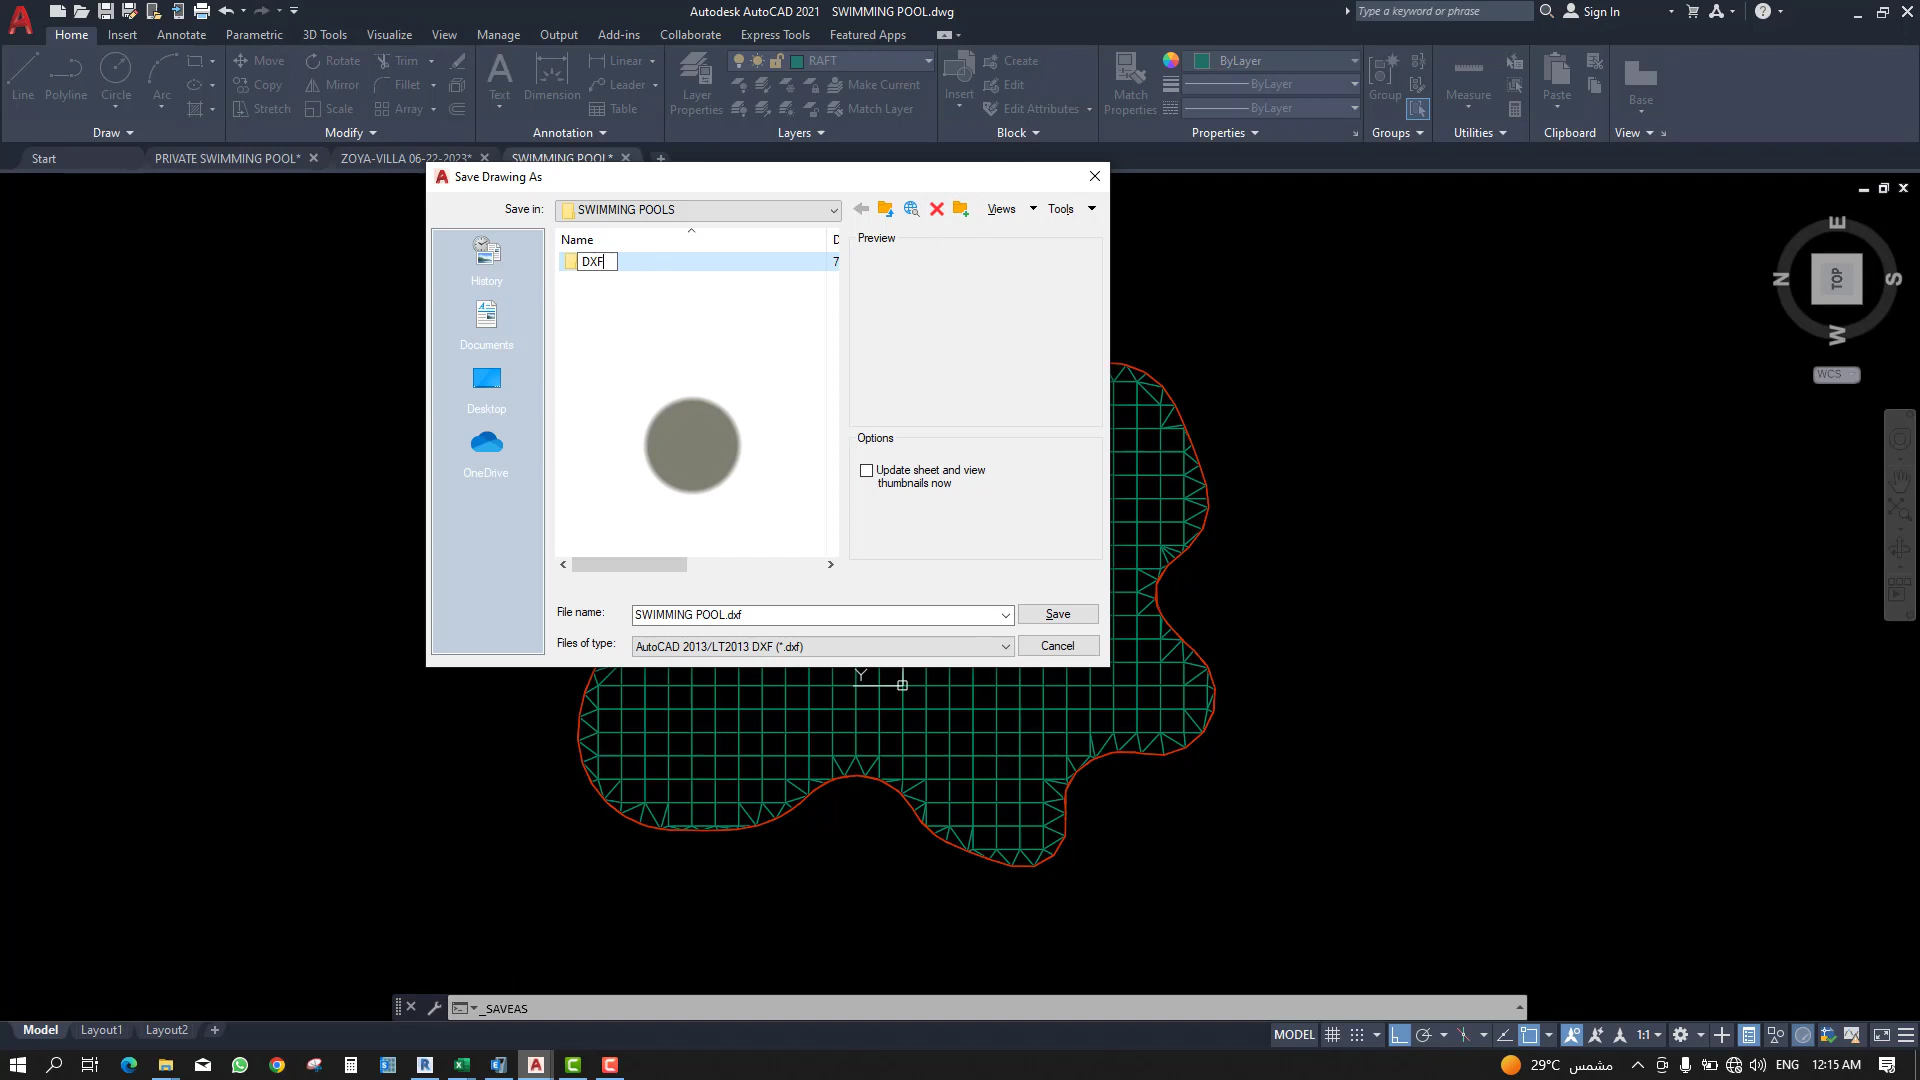 Autodesk AutoCAD 2021 SWIMMING POOL.dwg
Type a keyword or phrase
Sign In
Home Insert Annotate Parametric 3D Tools Visualize View Manage Output Add-ins Collaborate Express Tools Featured Apps
Line Polyline Circle Arc
Move Rotate Trim
Copy Mirror Fillet
Stretch Scale Array
Text Dimension
Linear
Leader
Table
Layer Properties
RAFT
Make Current
Match Layer
Insert
Create
Edit
Edit Attributes
Match Properties
ByLayer
ByLayer
ByLayer
Group
Measure
Paste
Base
Draw Modify Annotation Layers Block Properties Groups Utilities Clipboard View
Start PRIVATE SWIMMING POOL* ZOYA-VILLA 06-22-2023* SWIMMING POOL*
Save Drawing As
Save in: SWIMMING POOLS Views Tools
Name D
DXF 7
History
Documents
Desktop
OneDrive
Preview
Options
Update sheet and view
thumbnails now
File name: SWIMMING POOL.dxf Save
Files of type: AutoCAD 2013/LT2013 DXF (*.dxf) Cancel
E
N TOP S
W
WCS
Y
_SAVEAS
Model Layout1 Layout2
MODEL 1:1
29°C مشمس ENG 12:15 AM